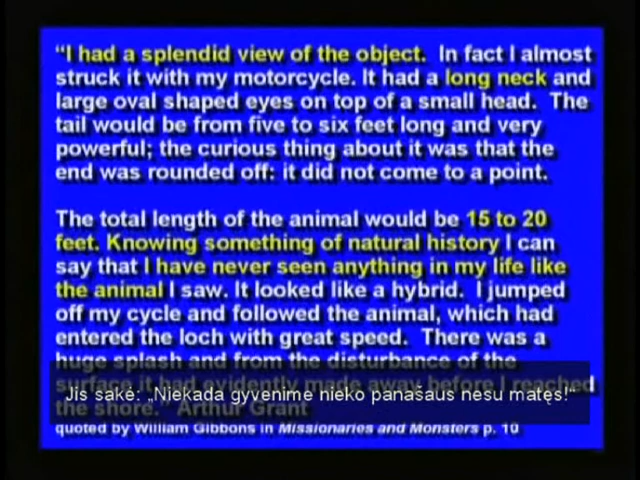 “I had a splendid view of the object. In fact I almost
struck it with my motorcycle. It had a long neck and
large oval shaped eyes on top of a small head. The
tail would be from five to six feet long and very
powerful; the curious thing about it was that the
end was rounded off: it did not come to a point.
The total length of the animal would be 15 to 20
feet. Knowing something of natural history I can
say that I have never seen anything in my life like
the animal I saw. It looked like a hybrid. I jumped
off my cycle and followed the animal, which had
entered the loch with great speed. There was a
huge splash and from the disturbance of the
surface it had evidently made away before I reached
Jis sakė: „Niekada gyvenime nieko panašaus nesu matęs!“
the shore.” Arthur Grant
quoted by William Gibbons in Missionaries and Monsters p. 10